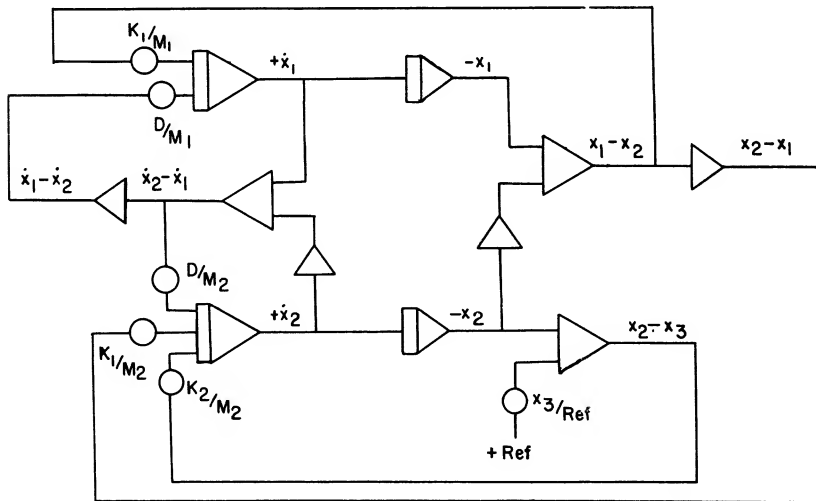 K₁/M₁
+ẋ₁
-x₁
D/M₁
x₁-x₂
x₂-x₁
ẋ₁-ẋ₂
ẋ₂-ẋ₁
D/M₂
+ẋ₂
-x₂
x₂-x₃
K₁/M₂
K₂/M₂
x₃/Ref
+ Ref